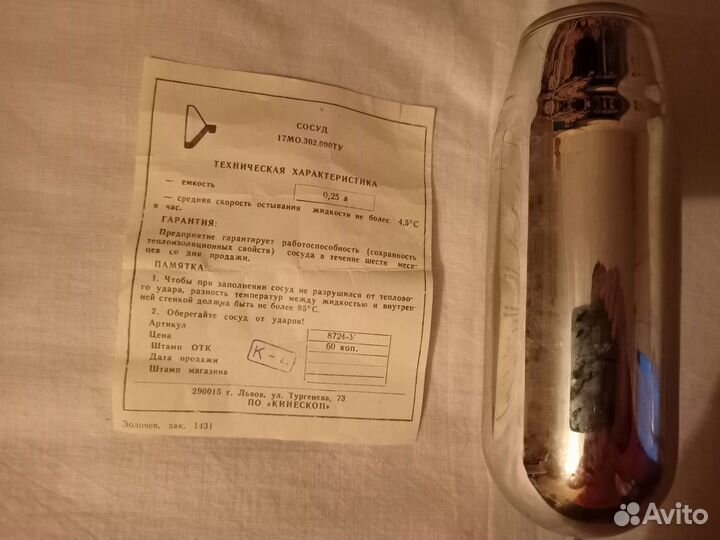 СОСУД
17МО.302.000ТУ
ТЕХНИЧЕСКАЯ ХАРАКТЕРИСТИКА
— емкость 0,25 л
— средняя скорость остывания жидкости не более 4,5°С
в час.
ГАРАНТИЯ:
Предприятие гарантирует работоспособность (сохранность
теплоизоляционных свойств) сосуда в течение шести меся-
цев со дня продажи.
ПАМЯТКА:
1. Чтобы при заполнении сосуд не разрушился от теплово-
го удара, разность температур между жидкостью и внутрен-
ней стенкой должна быть не более 85°С.
2. Оберегайте сосуд от ударов!
Артикул 8724-У
Цена 60 коп.
Штамп ОТК
Дата продажи
Штамп магазина
290015 г. Львов, ул. Тургенева, 73
ПО «КИНЕСКОП»
Золочев, зак. 1431
Avito